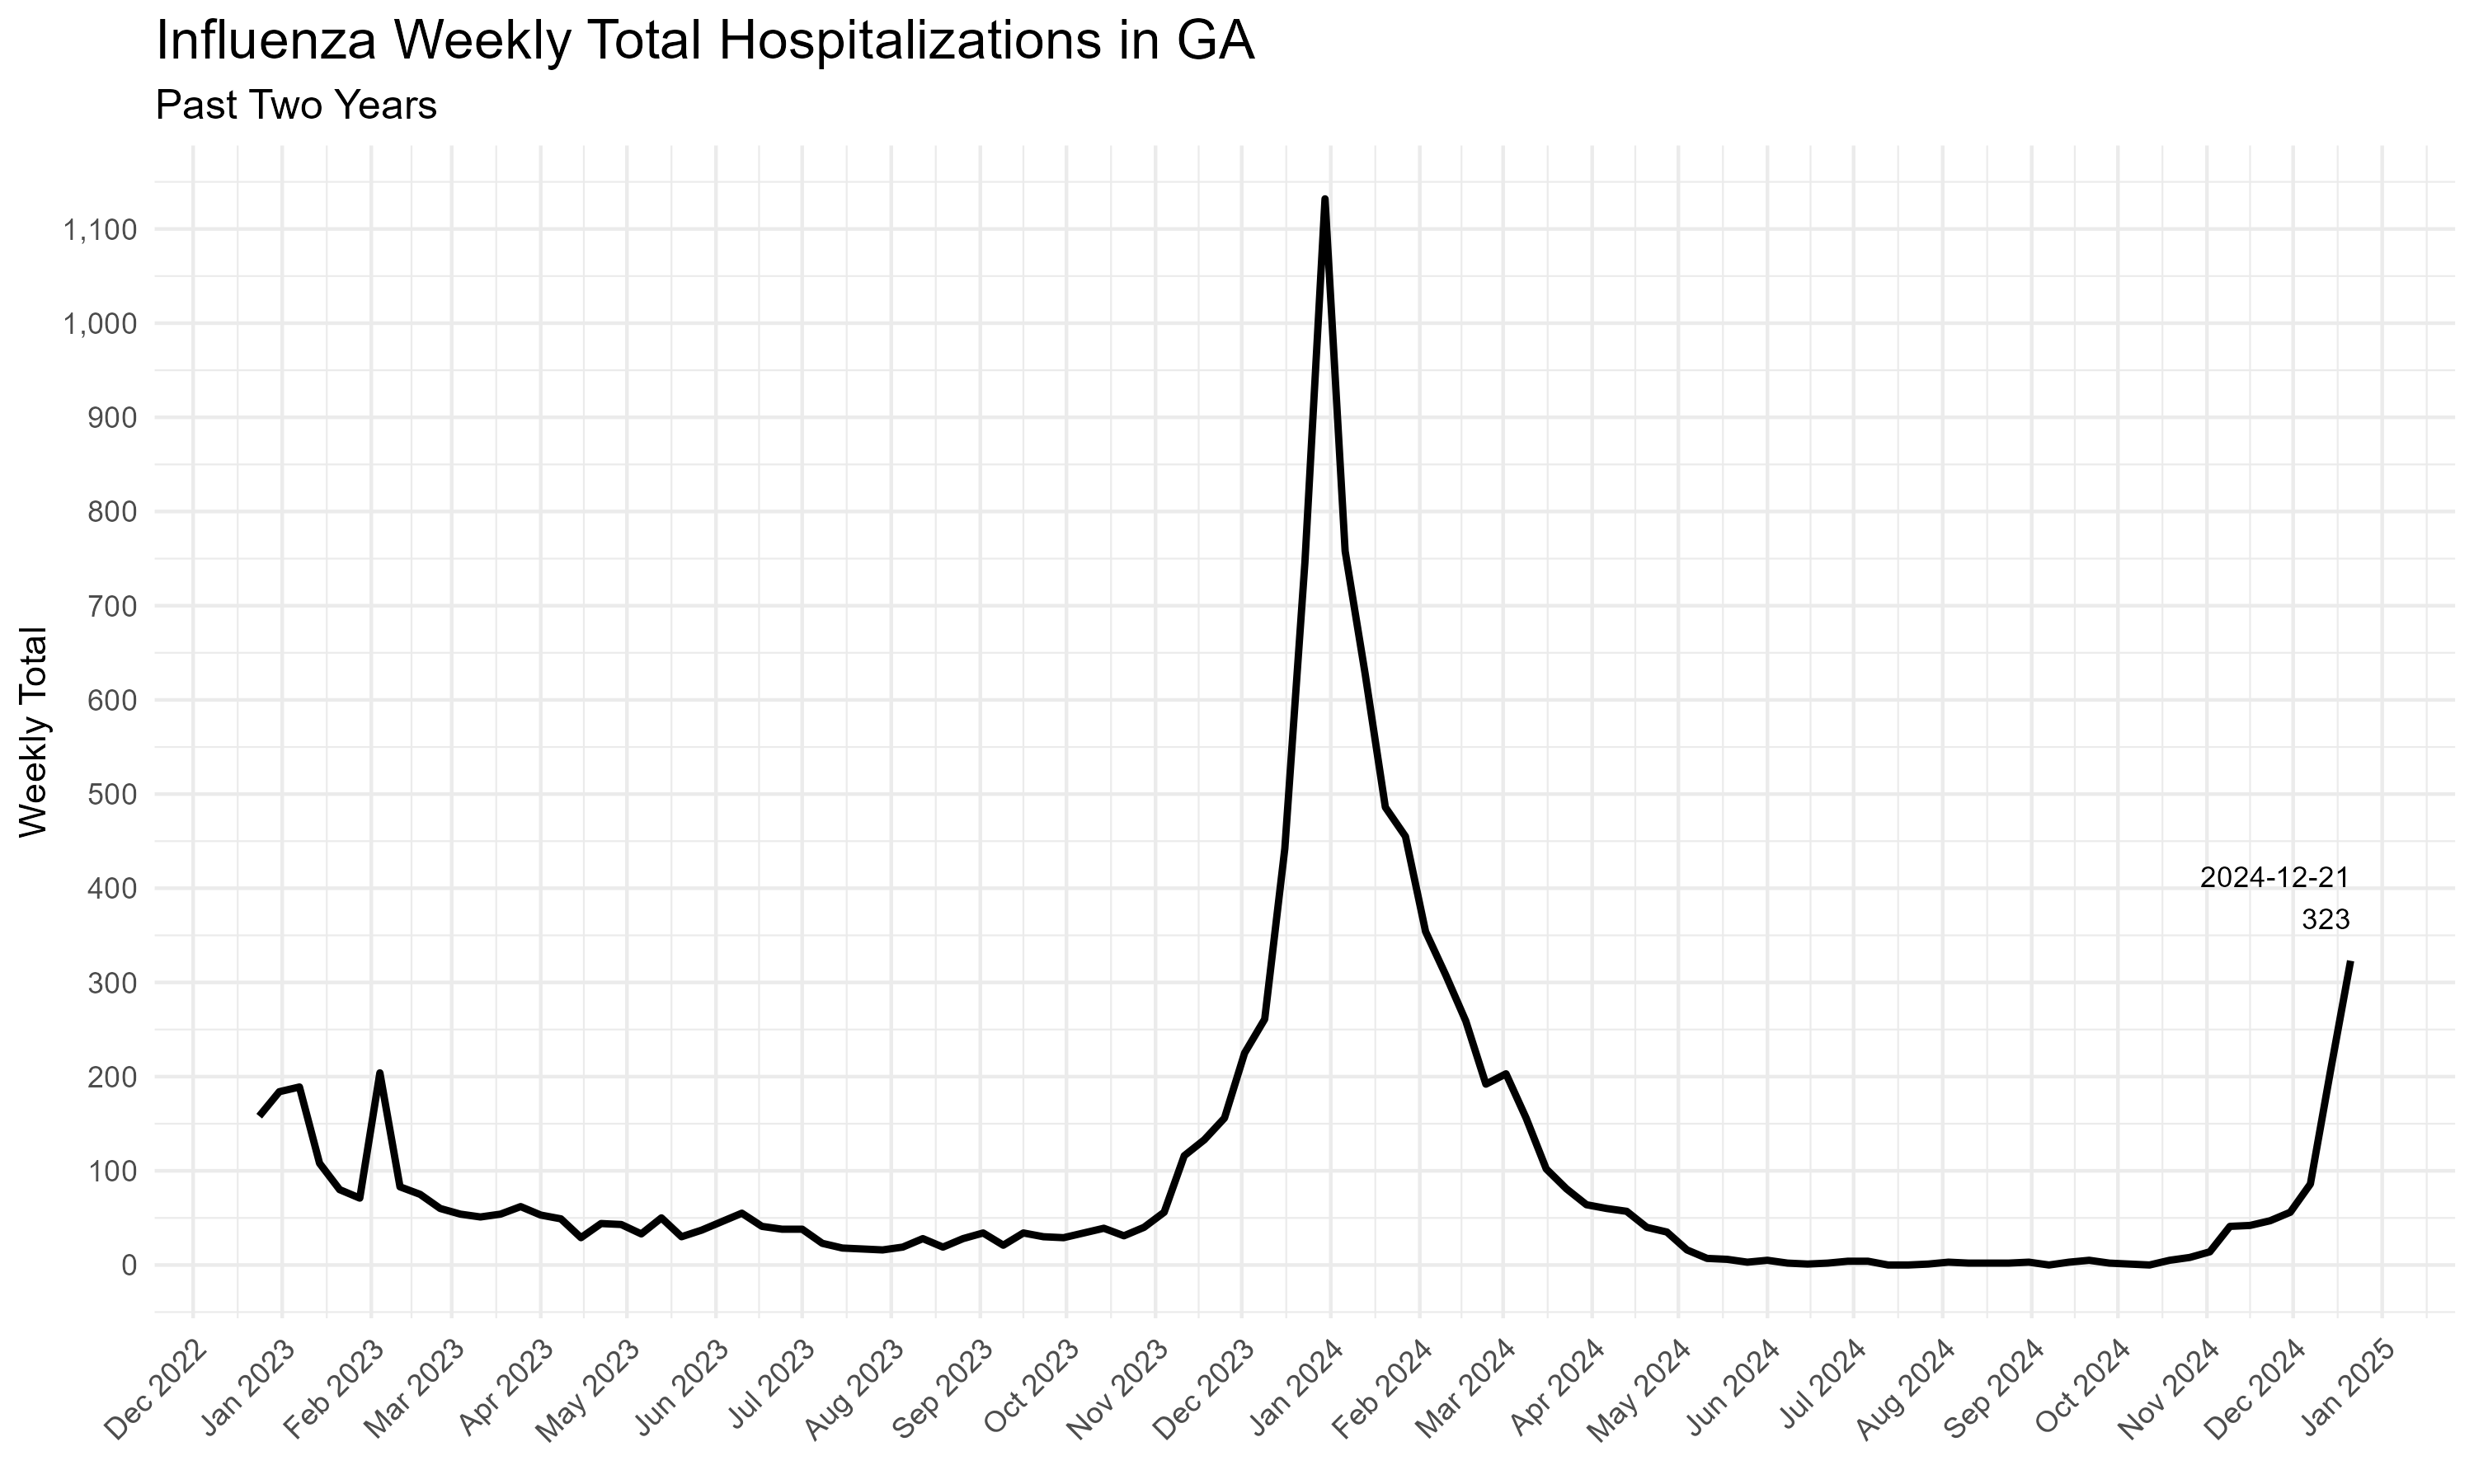 Influenza Weekly Total Hospitalizations in GA
Past Two Years
Weekly Total
1,100
1,000
900
800
700
600
500
400
300
200
100
0
2024-12-21
323
Dec 2022
Jan 2023
Feb 2023
Mar 2023
Apr 2023
May 2023
Jun 2023
Jul 2023
Aug 2023
Sep 2023
Oct 2023
Nov 2023
Dec 2023
Jan 2024
Feb 2024
Mar 2024
Apr 2024
May 2024
Jun 2024
Jul 2024
Aug 2024
Sep 2024
Oct 2024
Nov 2024
Dec 2024
Jan 2025